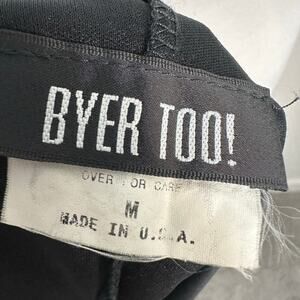 BYER TOO!
OVER FOR CARE
M
MADE IN U.S.A.